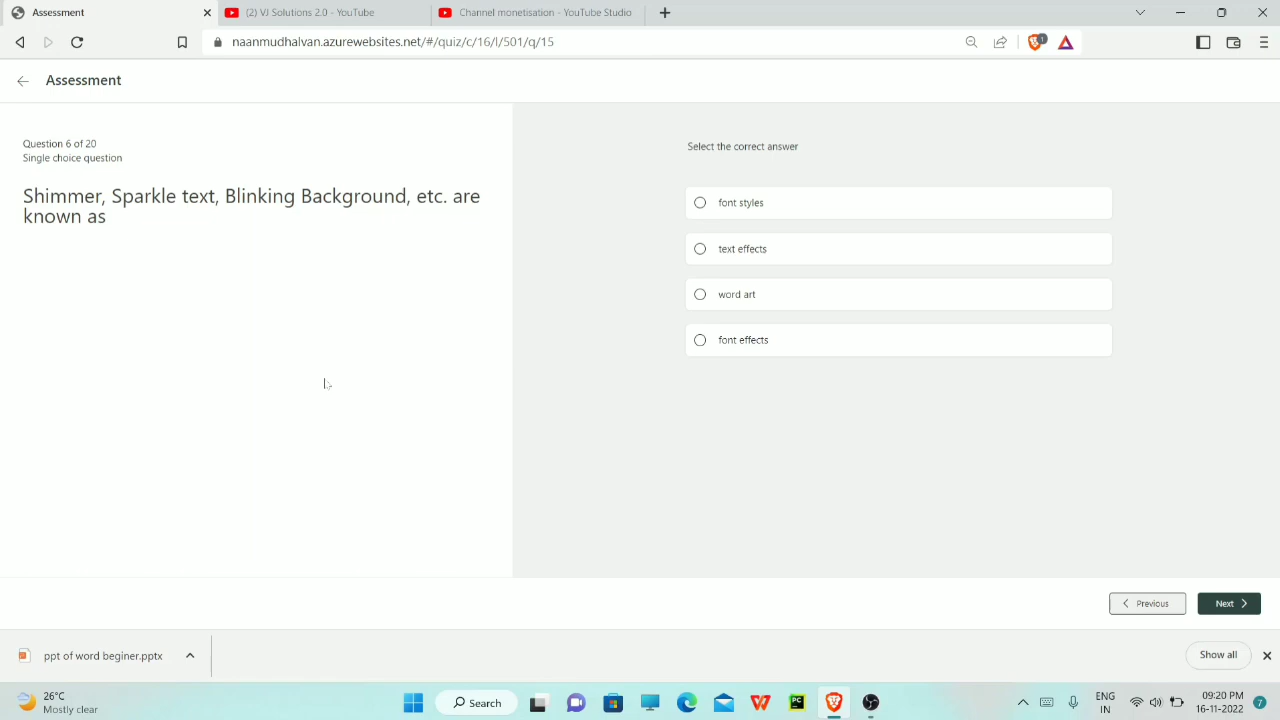 Assessment
(2) VJ Solutions 2.0 - YouTube
Channel monetisation - YouTube Studio
naanmudhalvan.azurewebsites.net/#/quiz/c/16/l/501/q/15
1
Assessment
Question 6 of 20
Single choice question
Shimmer, Sparkle text, Blinking Background, etc. are
known as
Select the correct answer
font styles
text effects
word art
font effects
Previous
Next
ppt of word beginer.pptx
Show all
26°C
Mostly clear
Search
PC
ENG
IN
09:20 PM
16-11-2022
7